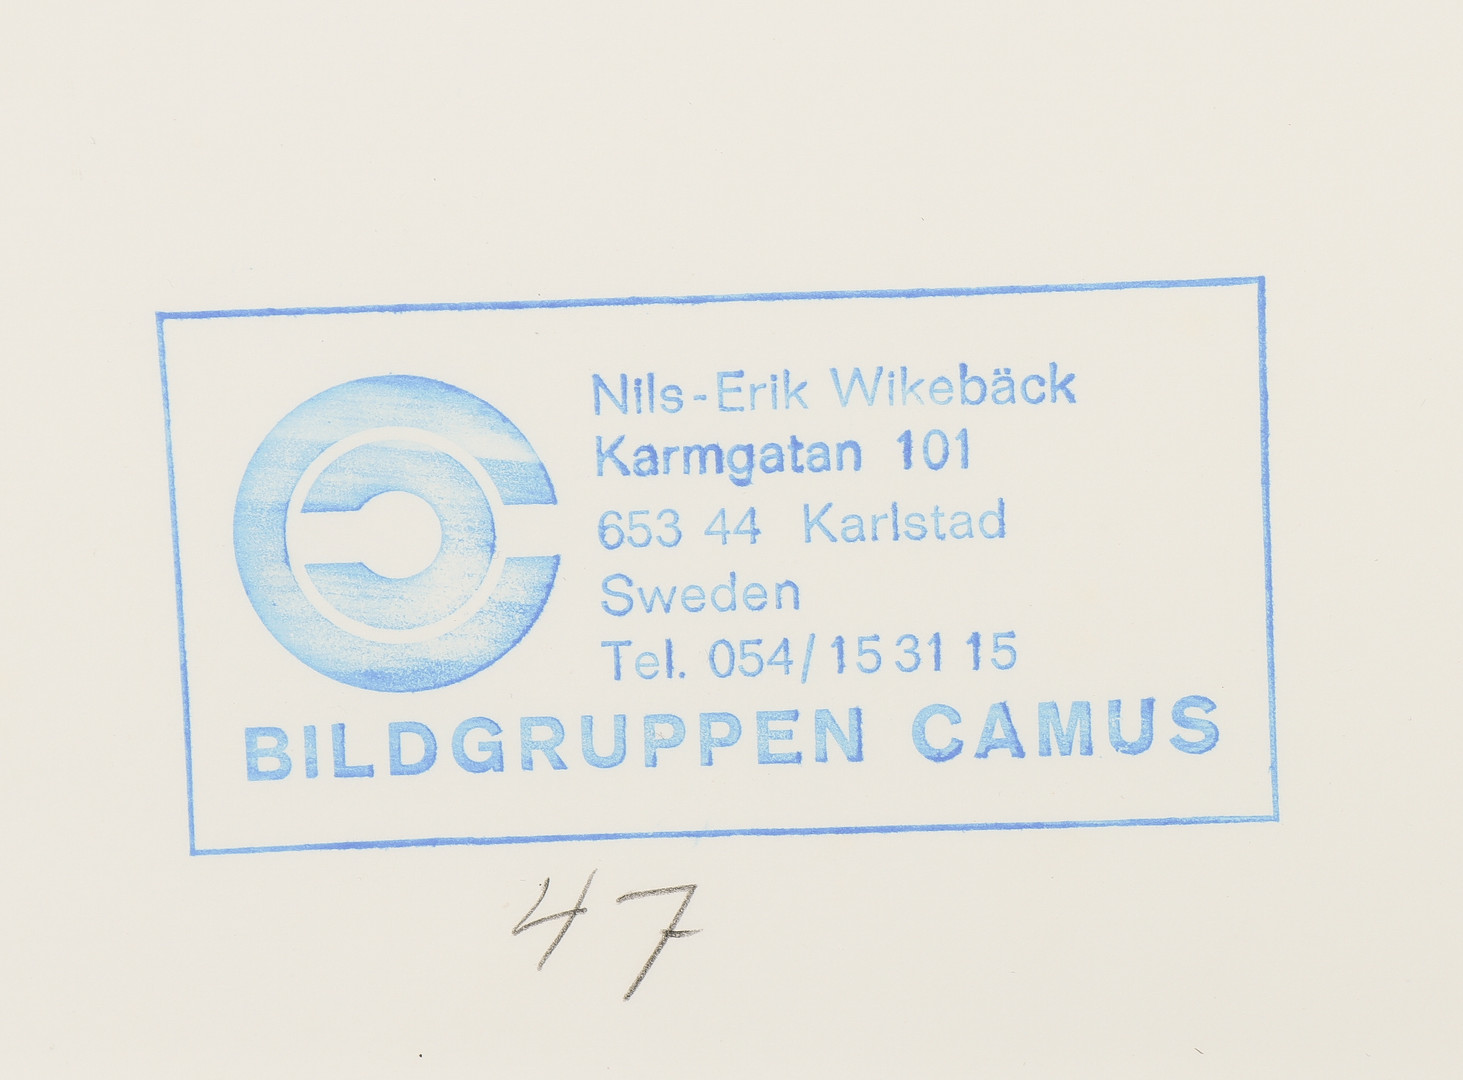 Nils-Erik Wikebäck
Karmgatan 101
653 44 Karlstad
Sweden
Tel. 054/15 31 15
BILDGRUPPEN CAMUS
47